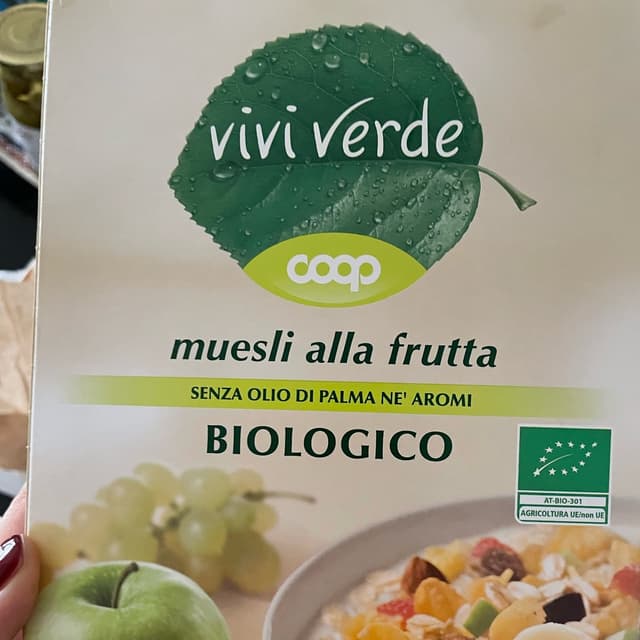 vivi verde
coop
muesli alla frutta
SENZA OLIO DI PALMA NE' AROMI
BIOLOGICO
AT-BIO-301
AGRICOLTURA UE/non UE